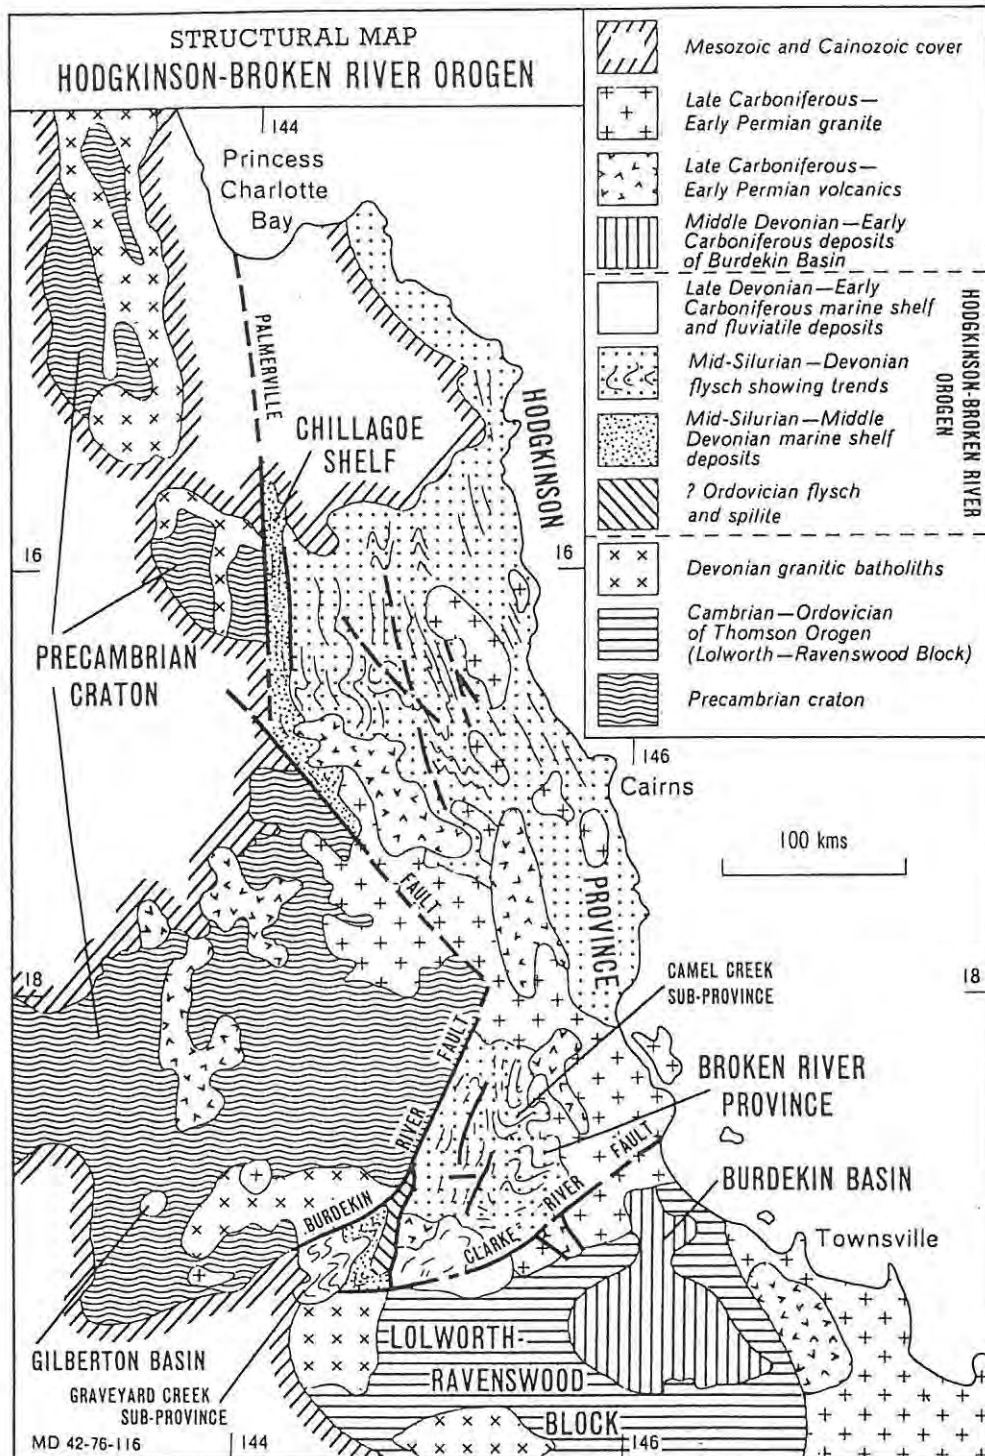 STRUCTURAL MAP
HODGKINSON-BROKEN RIVER OROGEN
Mesozoic and Cainozoic cover
Late Carboniferous—
Early Permian granite
Late Carboniferous—
Early Permian volcanics
Middle Devonian—Early
Carboniferous deposits
of Burdekin Basin
Late Devonian—Early
Carboniferous marine shelf
and fluviatile deposits
Mid-Silurian—Devonian
flysch showing trends
Mid-Silurian—Middle
Devonian marine shelf
deposits
? Ordovician flysch
and spilite
HODGKINSON-BROKEN RIVER
OROGEN
Devonian granitic batholiths
Cambrian—Ordovician
of Thomson Orogen
(Lolworth—Ravenswood Block)
Precambrian craton
144
Princess
Charlotte
Bay
PALMERVILLE
CHILLAGOE
SHELF
HODGKINSON
16
16
PRECAMBRIAN
CRATON
146
Cairns
100 kms
FAULT
PROVINCE
18
CAMEL CREEK
SUB-PROVINCE
18
FAULT
BROKEN RIVER
PROVINCE
RIVER
FAULT
BURDEKIN BASIN
BURDEKIN
RIVER
CLARKE
Townsville
GILBERTON BASIN
LOLWORTH-
RAVENSWOOD
BLOCK
GRAVEYARD CREEK
SUB-PROVINCE
MD 42-76-116
144
146